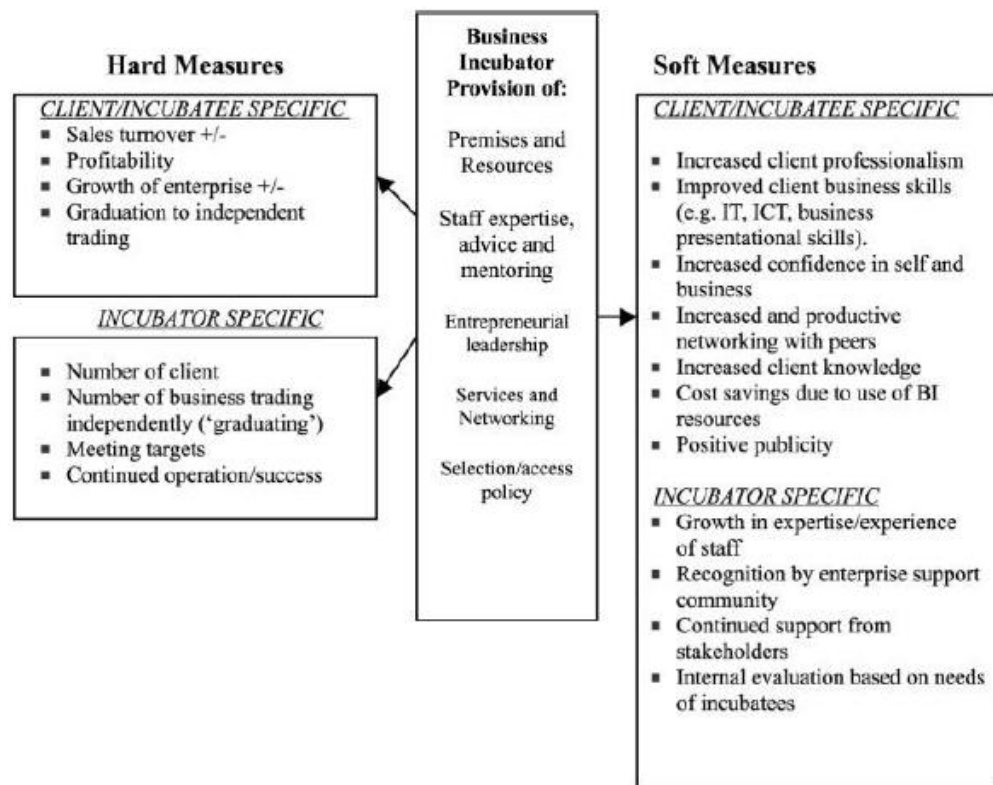 Hard Measures
CLIENT/INCUBATEE SPECIFIC
■ Sales turnover +/-
■ Profitability
■ Growth of enterprise +/-
■ Graduation to independent
trading
INCUBATOR SPECIFIC
■ Number of client
■ Number of business trading
independently (‘graduating’)
■ Meeting targets
■ Continued operation/success
Business
Incubator
Provision of:
Premises and
Resources
Staff expertise,
advice and
mentoring
Entrepreneurial
leadership
Services and
Networking
Selection/access
policy
Soft Measures
CLIENT/INCUBATEE SPECIFIC
■ Increased client professionalism
■ Improved client business skills
(e.g. IT, ICT, business
presentational skills).
■ Increased confidence in self and
business
■ Increased and productive
networking with peers
■ Increased client knowledge
■ Cost savings due to use of BI
resources
■ Positive publicity
INCUBATOR SPECIFIC
■ Growth in expertise/experience
of staff
■ Recognition by enterprise support
community
■ Continued support from
stakeholders
■ Internal evaluation based on needs
of incubatees